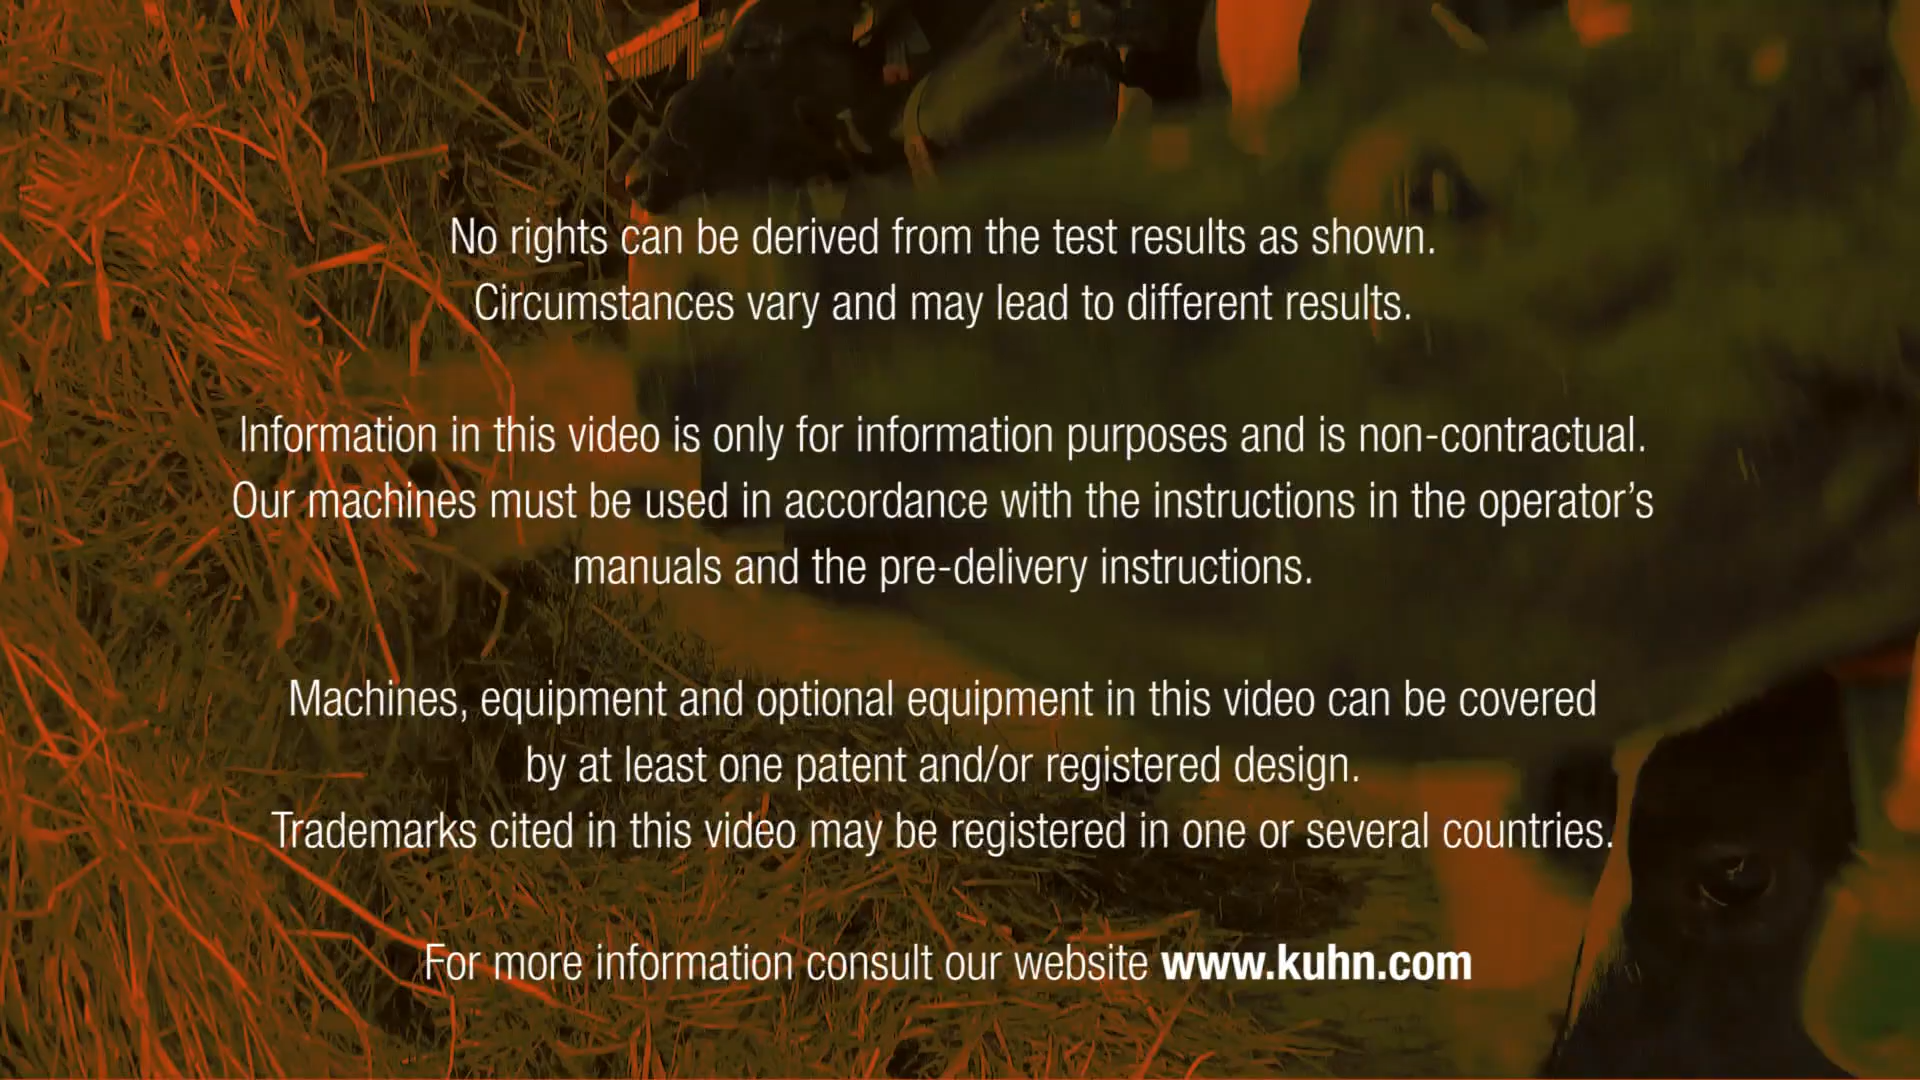 No rights can be derived from the test results as shown.
Circumstances vary and may lead to different results.
Information in this video is only for information purposes and is non-contractual.
Our machines must be used in accordance with the instructions in the operator’s
manuals and the pre-delivery instructions.
Machines, equipment and optional equipment in this video can be covered
by at least one patent and/or registered design.
Trademarks cited in this video may be registered in one or several countries.
For more information consult our website www.kuhn.com